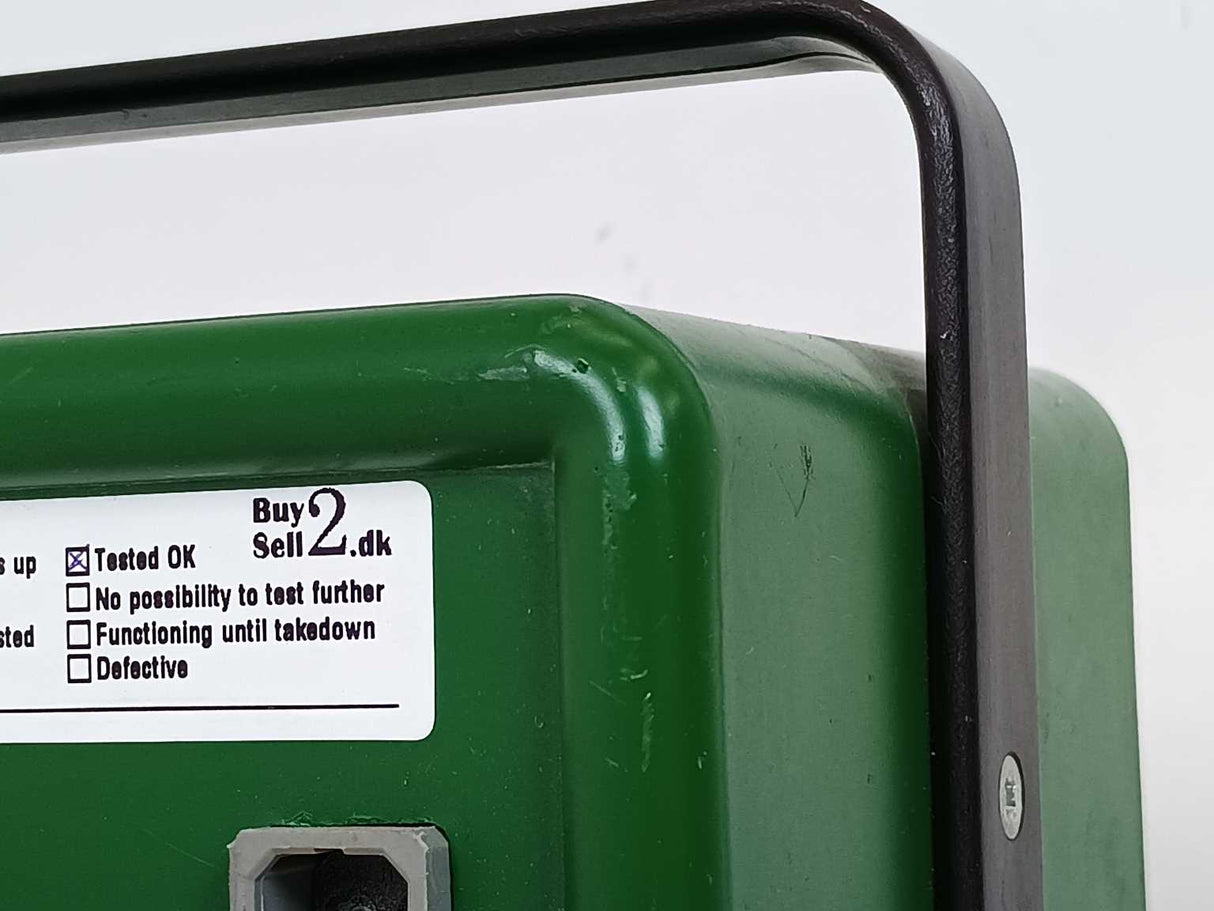 Buy
Sell 2.dk
s up ☒ Tested OK
☐ No possibility to test further
sted ☐ Functioning until takedown
☐ Defective